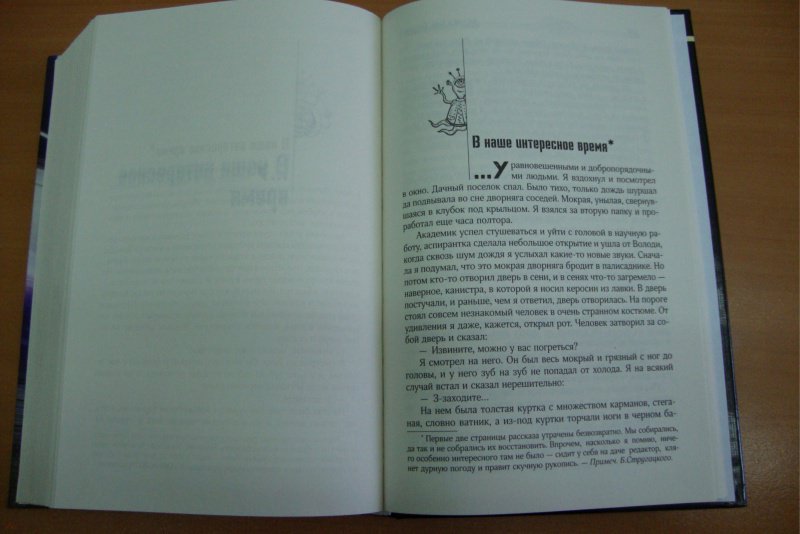 В наше интересное время*
...Уравновешенными и добропорядочны-
ми людьми. Я вздохнул и посмотрел
в окно. Дачный поселок спал. Было тихо, только дождь шуршал
да подвывала во сне дворняга соседей. Мокрая, унылая, свернув-
шаяся в клубок под крыльцом. Я взялся за вторую папку и про-
работал еще часа полтора.
Академик успел стушеваться и уйти с головой в научную ра-
боту, аспирантка сделала небольшое открытие и ушла от Володи,
когда сквозь шум дождя я услыхал какие-то новые звуки. Снача-
ла я подумал, что это мокрая дворняга бродит в палисаднике. Но
потом кто-то отворил дверь в сени, и в сенях что-то загремело —
наверное, канистра, в которой я носил керосин из лавки. В дверь
постучали, и раньше, чем я ответил, дверь отворилась. На пороге
стоял совсем незнакомый человек в очень странном костюме. От
удивления я даже, кажется, открыл рот. Человек затворил за со-
бой дверь и сказал:
— Извините, можно у вас погреться?
Я смотрел на него. Он был весь мокрый и грязный с ног до
головы, и у него зуб на зуб не попадал от холода. Я на всякий
случай встал и сказал нерешительно:
— З-заходите...
На нем была толстая куртка с множеством карманов, стега-
ная, словно ватник, а из-под куртки торчали ноги в черном ба-
* Первые две страницы рассказа утрачены безвозвратно. Мы собирались,
да так и не собрались их восстановить. Впрочем, насколько я помню, ниче-
го особенно интересного там не было — сидит у себя на даче редактор, кля-
нет дурную погоду и правит скучную рукопись. — Примеч. Б.Стругацкого.